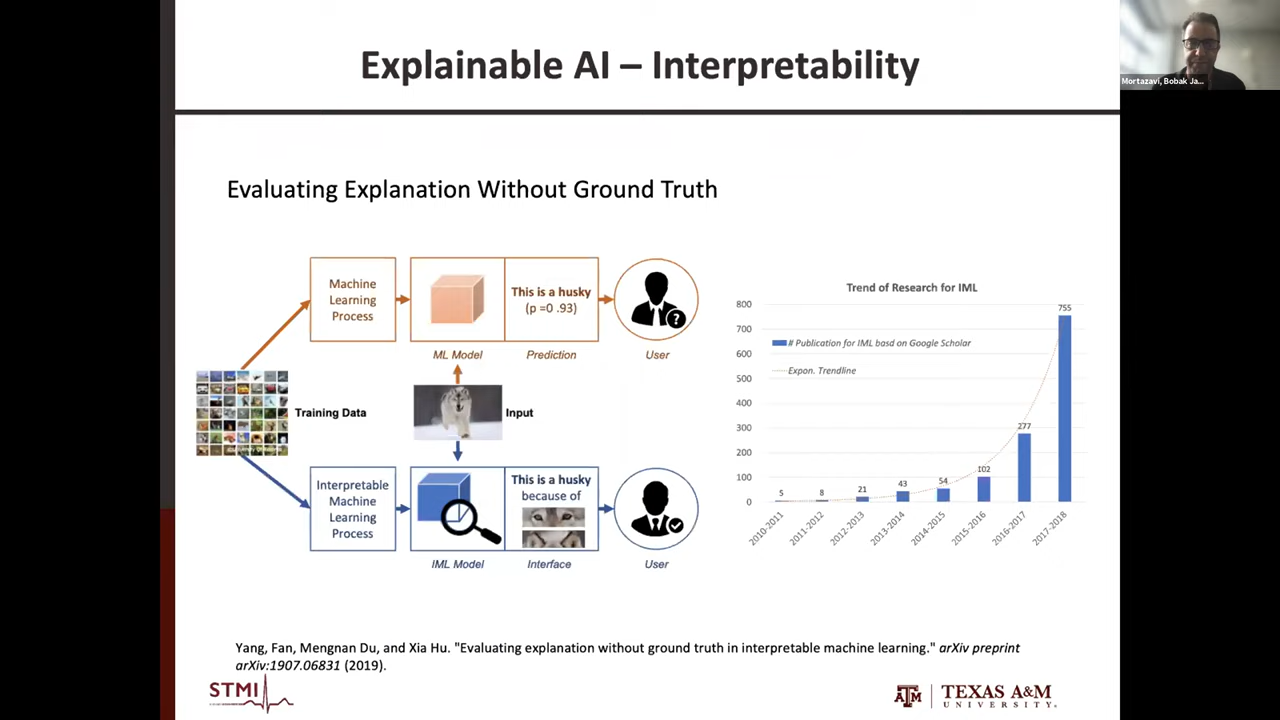 Explainable AI – Interpretability
Mortazavi, Bobak Ja...
Evaluating Explanation Without Ground Truth
Machine
Learning
Process
This is a husky
(p =0 .93)
?
ML Model
Prediction
User
Training Data
Input
Interpretable
Machine
Learning
Process
This is a husky
because of
IML Model
Interface
User
Trend of Research for IML
800
700
600
500
400
300
200
100
0
# Publication for IML basd on Google Scholar
Expon. Trendline
5
8
21
43
54
102
277
755
2010-2011
2011-2012
2012-2013
2013-2014
2014-2015
2015-2016
2016-2017
2017-2018
Yang, Fan, Mengnan Du, and Xia Hu. "Evaluating explanation without ground truth in interpretable machine learning." arXiv preprint
arXiv:1907.06831 (2019).
STMI
ATM
TEXAS A&M
UNIVERSITY.